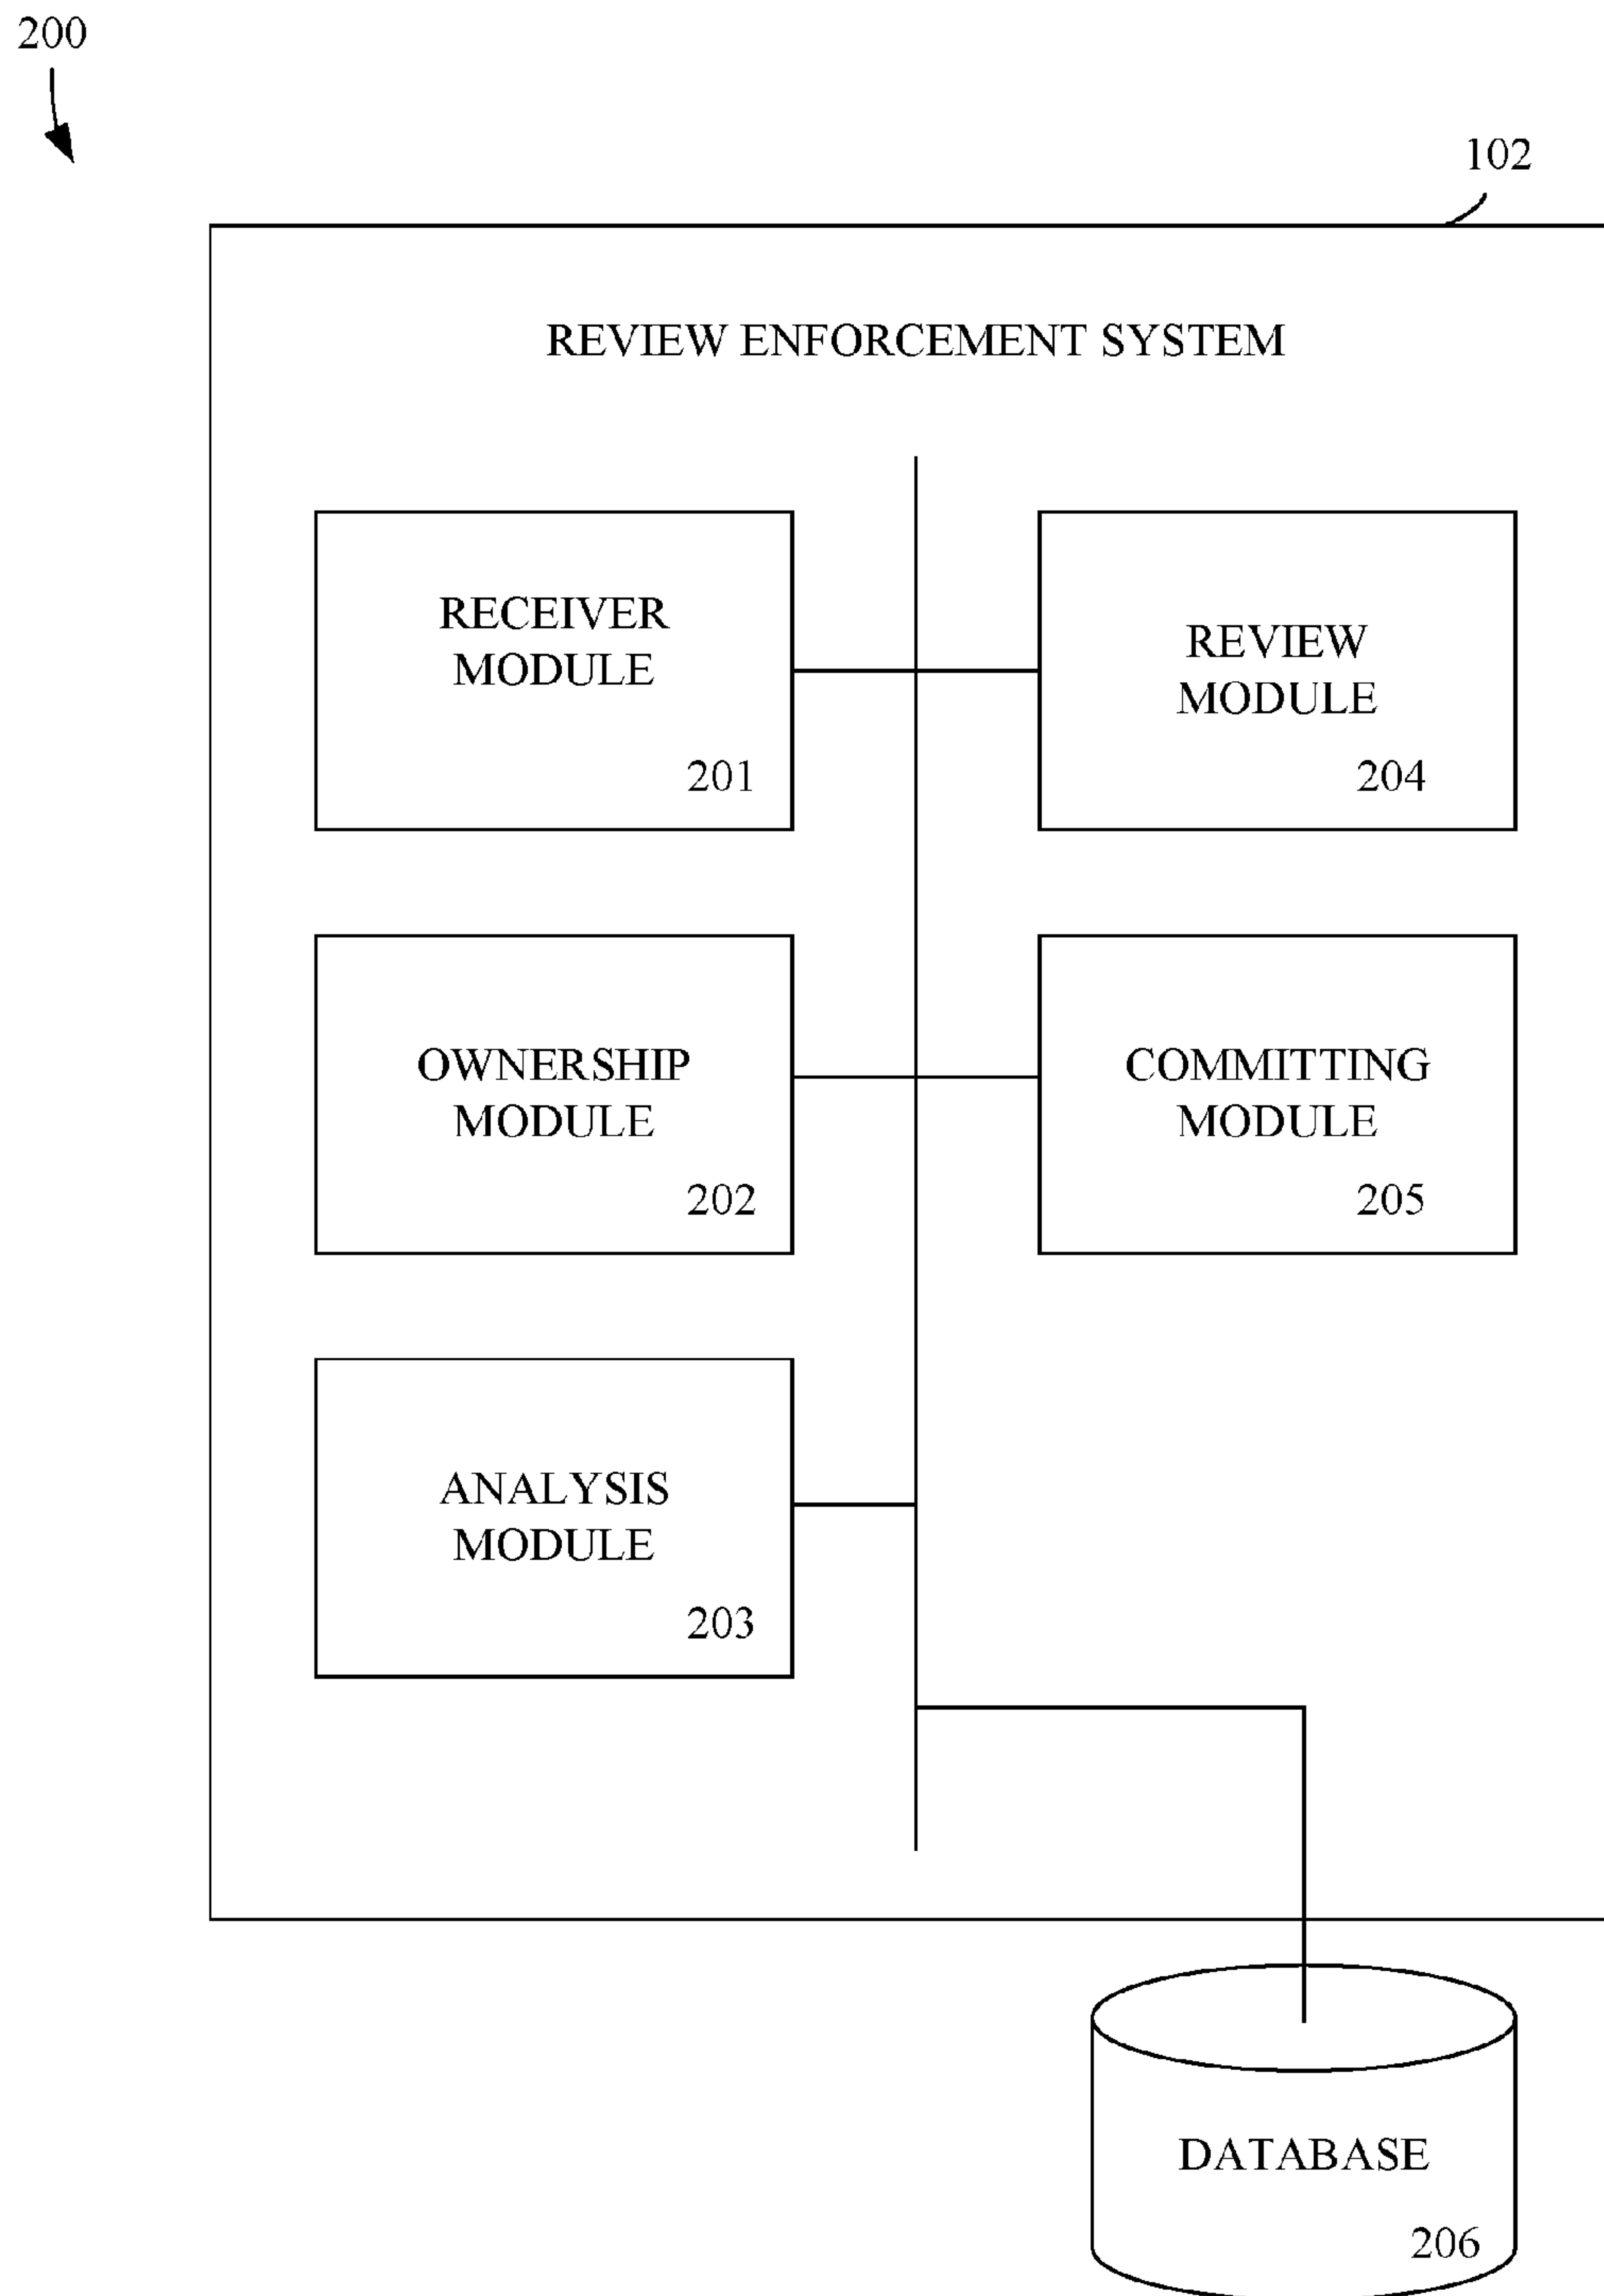 200
102
REVIEW ENFORCEMENT SYSTEM
RECEIVER
MODULE
201
REVIEW
MODULE
204
OWNERSHIP
MODULE
202
COMMITTING
MODULE
205
ANALYSIS
MODULE
203
DATABASE
206